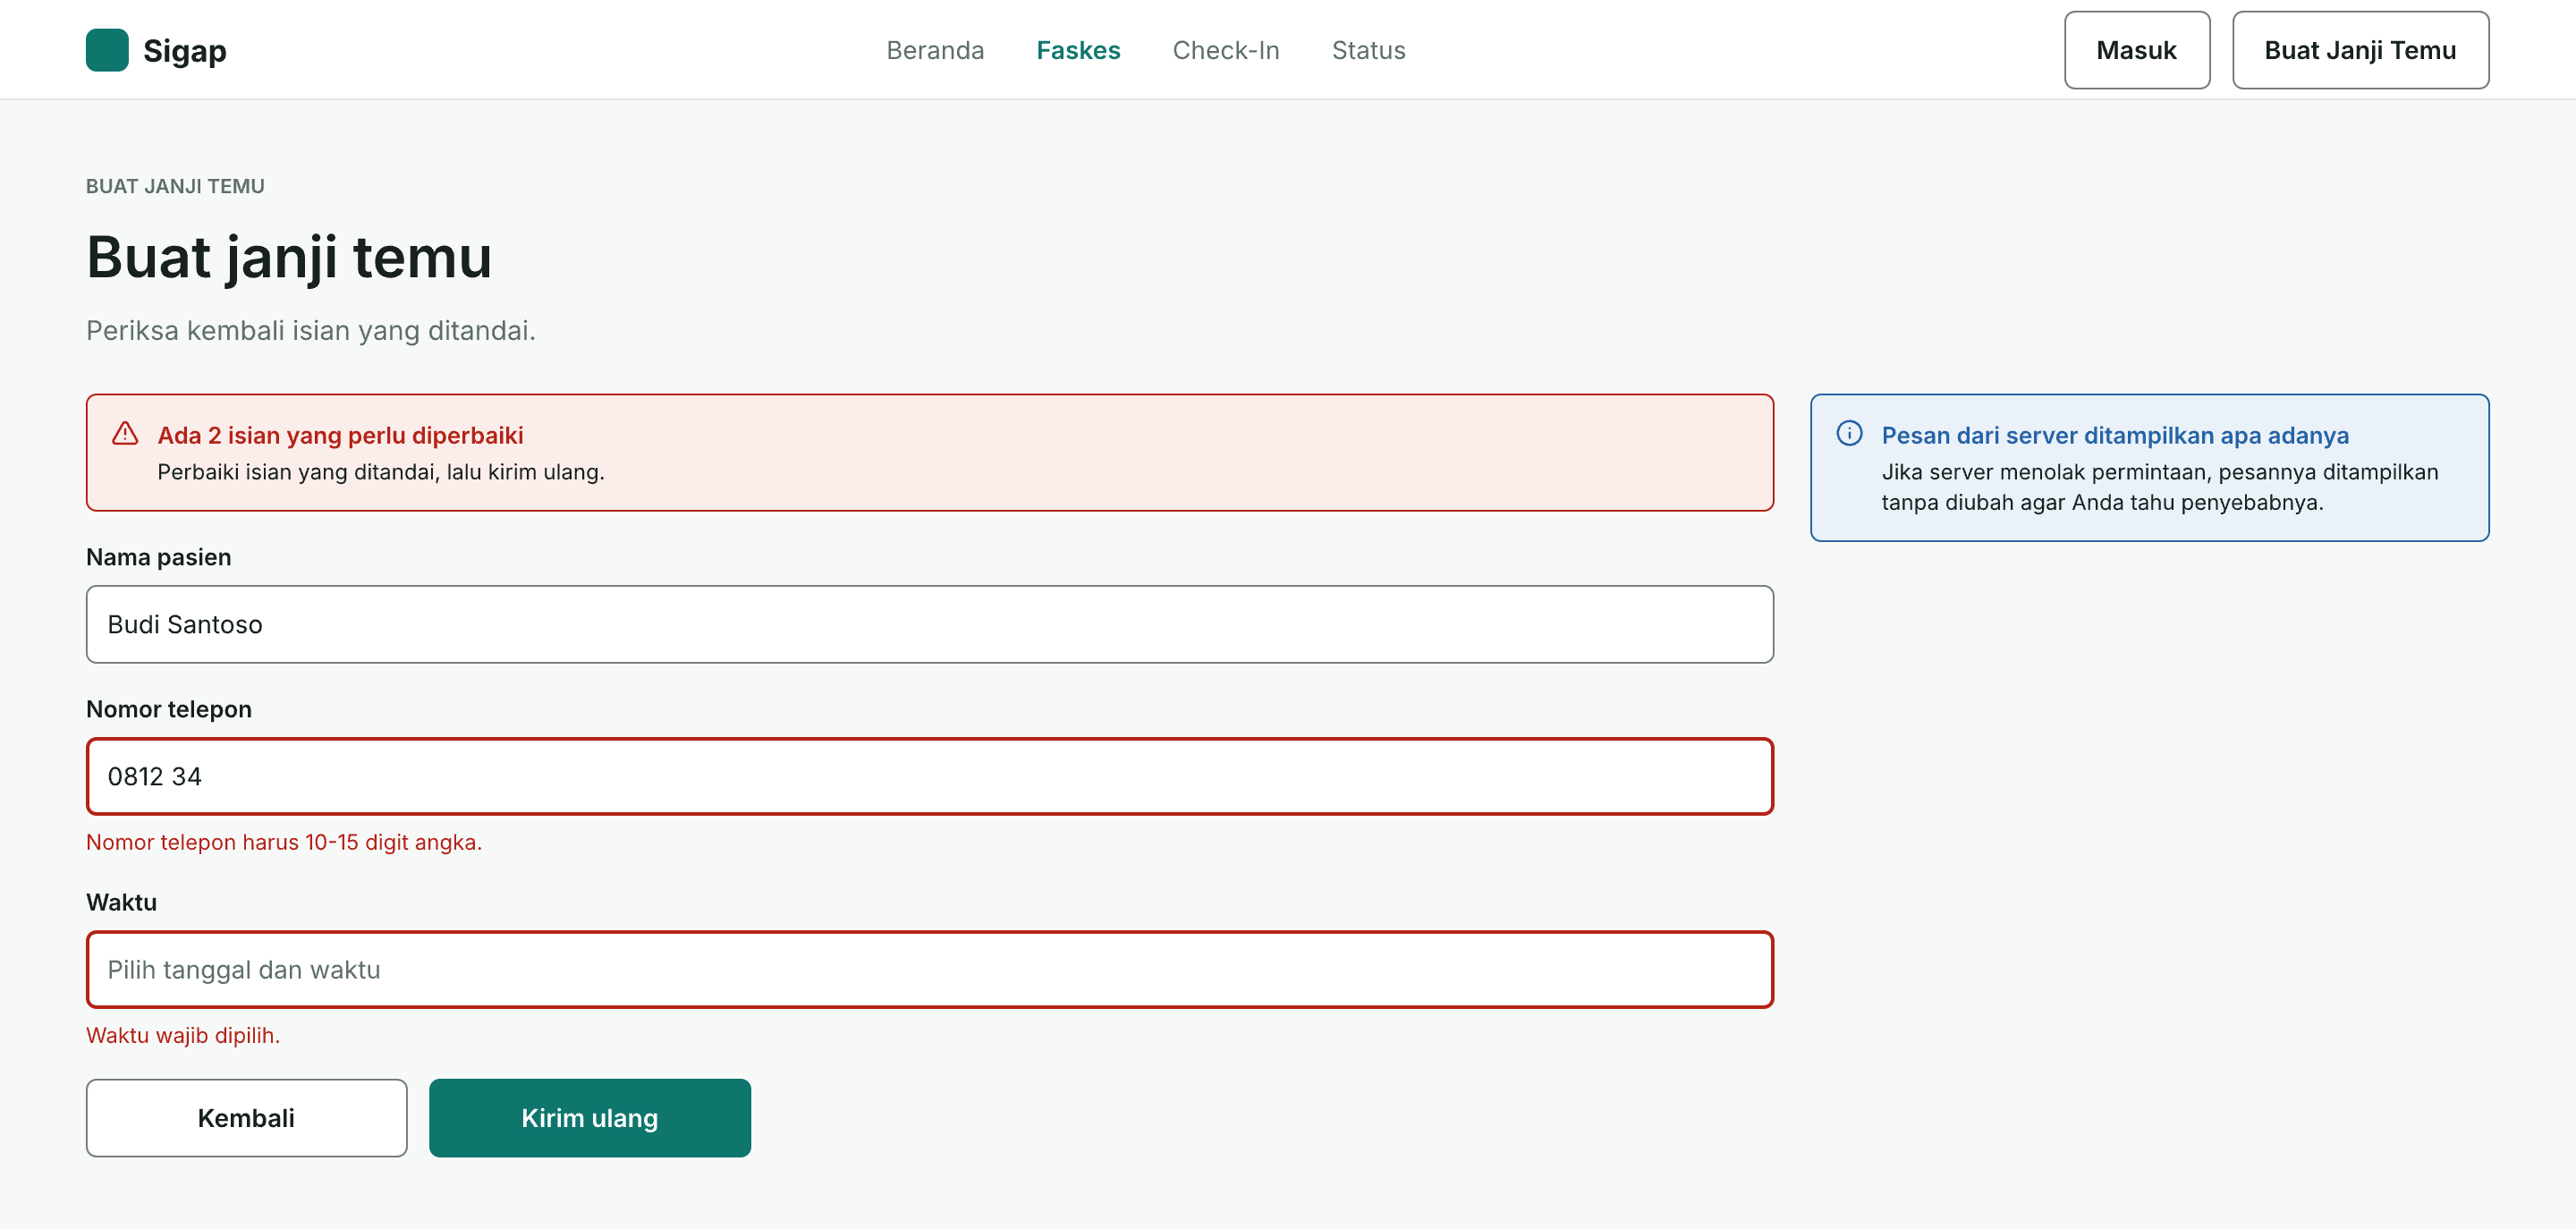 Sigap
Beranda
Faskes
Check-In
Status
Masuk
Buat Janji Temu
BUAT JANJI TEMU
Buat janji temu
Periksa kembali isian yang ditandai.
Ada 2 isian yang perlu diperbaiki
Perbaiki isian yang ditandai, lalu kirim ulang.
Nama pasien
Budi Santoso
Nomor telepon
0812 34
Nomor telepon harus 10-15 digit angka.
Waktu
Pilih tanggal dan waktu
Waktu wajib dipilih.
Kembali
Kirim ulang
Pesan dari server ditampilkan apa adanya
Jika server menolak permintaan, pesannya ditampilkan
tanpa diubah agar Anda tahu penyebabnya.